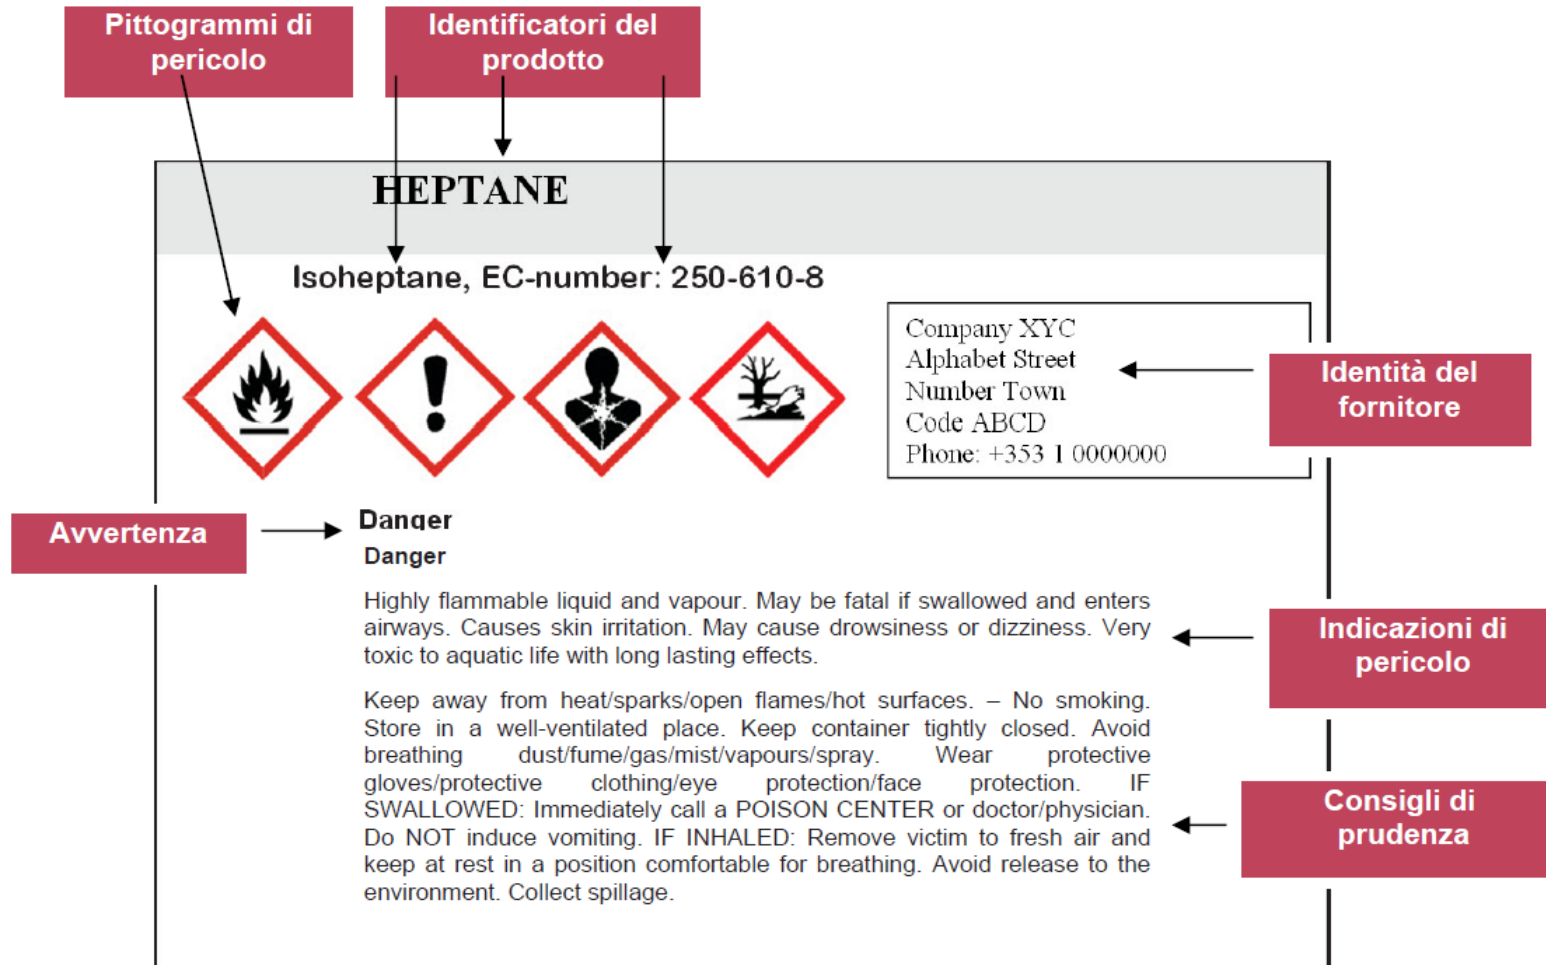 Pittogrammi di
pericolo
Identificatori del
prodotto
HEPTANE
Isoheptane, EC-number: 250-610-8
Company XYC
Alphabet Street
Number Town
Code ABCD
Phone: +353 1 0000000
Identità del
fornitore
Avvertenza
Danger
Danger
Highly flammable liquid and vapour. May be fatal if swallowed and enters
airways. Causes skin irritation. May cause drowsiness or dizziness. Very
toxic to aquatic life with long lasting effects.
Indicazioni di
pericolo
Keep away from heat/sparks/open flames/hot surfaces. – No smoking.
Store in a well-ventilated place. Keep container tightly closed. Avoid
breathing dust/fume/gas/mist/vapours/spray. Wear protective
gloves/protective clothing/eye protection/face protection. IF
SWALLOWED: Immediately call a POISON CENTER or doctor/physician.
Do NOT induce vomiting. IF INHALED: Remove victim to fresh air and
keep at rest in a position comfortable for breathing. Avoid release to the
environment. Collect spillage.
Consigli di
prudenza